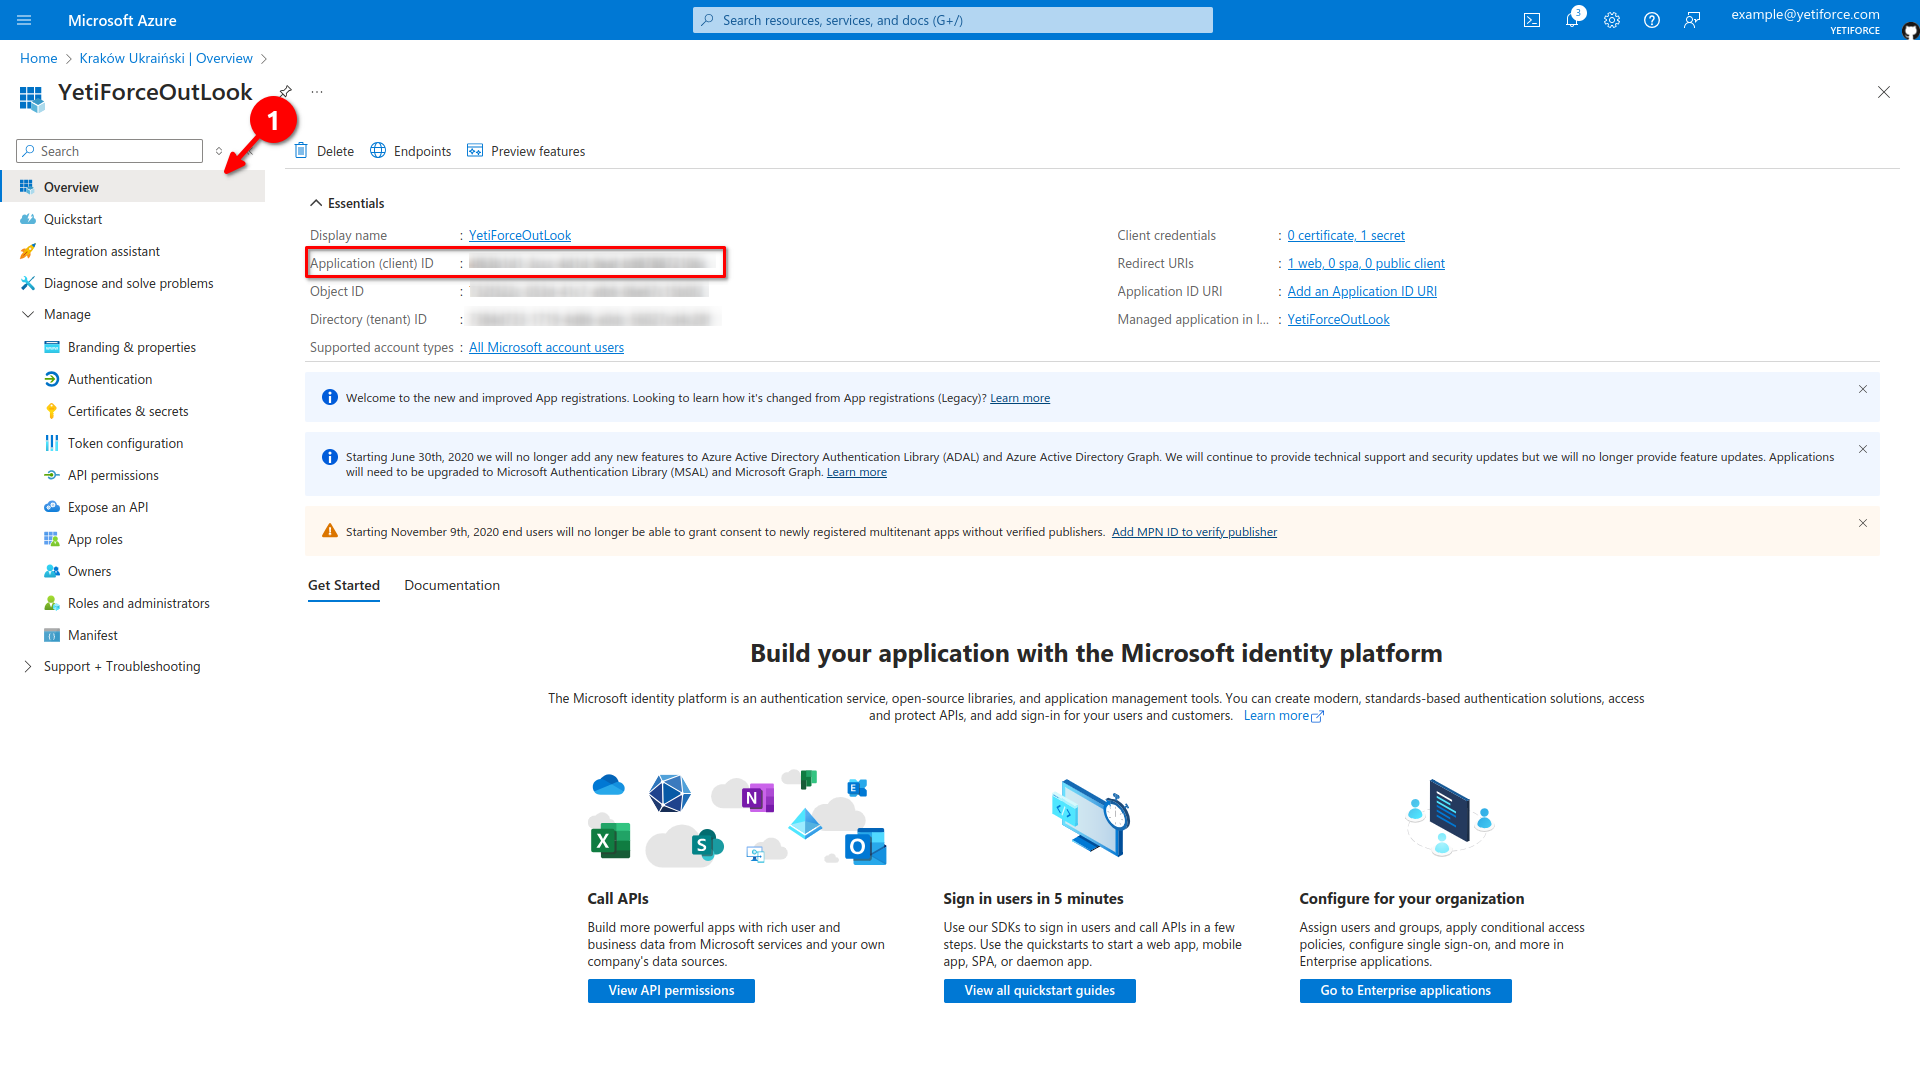 Microsoft Azure
Search resources, services, and docs (G+/)
3
example@yetiforce.com
YETIFORCE
Home > Kraków Ukraiński | Overview >
YetiForceOutLook
...
1
Search
Delete
Endpoints
Preview features
Overview
Quickstart
Integration assistant
Diagnose and solve problems
Manage
Branding & properties
Authentication
Certificates & secrets
Token configuration
API permissions
Expose an API
App roles
Owners
Roles and administrators
Manifest
Support + Troubleshooting
Essentials
Display name : YetiForceOutLook
Application (client) ID :
Object ID :
Directory (tenant) ID :
Supported account types : All Microsoft account users
Client credentials : 0 certificate, 1 secret
Redirect URIs : 1 web, 0 spa, 0 public client
Application ID URI : Add an Application ID URI
Managed application in l... : YetiForceOutLook
Welcome to the new and improved App registrations. Looking to learn how it's changed from App registrations (Legacy)? Learn more
Starting June 30th, 2020 we will no longer add any new features to Azure Active Directory Authentication Library (ADAL) and Azure Active Directory Graph. We will continue to provide technical support and security updates but we will no longer provide feature updates. Applications
will need to be upgraded to Microsoft Authentication Library (MSAL) and Microsoft Graph. Learn more
Starting November 9th, 2020 end users will no longer be able to grant consent to newly registered multitenant apps without verified publishers. Add MPN ID to verify publisher
Get Started
Documentation
Build your application with the Microsoft identity platform
The Microsoft identity platform is an authentication service, open-source libraries, and application management tools. You can create modern, standards-based authentication solutions, access
and protect APIs, and add sign-in for your users and customers. Learn more
N
E
X
S
O
Call APIs
Build more powerful apps with rich user and
business data from Microsoft services and your own
company's data sources.
View API permissions
Sign in users in 5 minutes
Use our SDKs to sign in users and call APIs in a few
steps. Use the quickstarts to start a web app, mobile
app, SPA, or daemon app.
View all quickstart guides
Configure for your organization
Assign users and groups, apply conditional access
policies, configure single sign-on, and more in
Enterprise applications.
Go to Enterprise applications